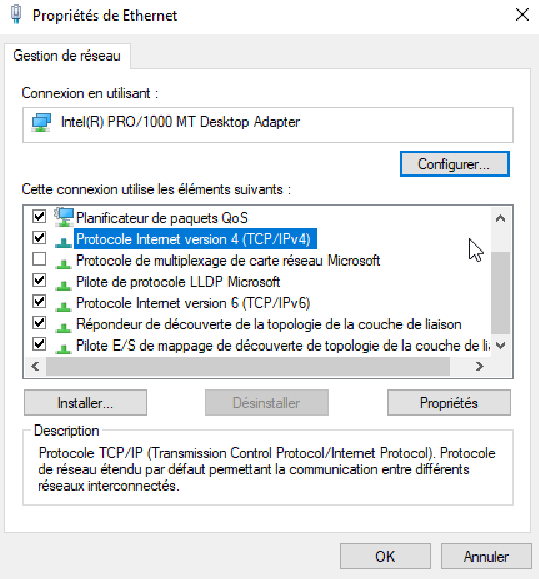 Propriétés de Ethernet
Gestion de réseau
Connexion en utilisant :
Intel(R) PRO/1000 MT Desktop Adapter
Configurer...
Cette connexion utilise les éléments suivants :
Planificateur de paquets QoS
Protocole Internet version 4 (TCP/IPv4)
Protocole de multiplexage de carte réseau Microsoft
Pilote de protocole LLDP Microsoft
Protocole Internet version 6 (TCP/IPv6)
Répondeur de découverte de la topologie de la couche de liaison
Pilote E/S de mappage de découverte de topologie de la couche de li
Installer...
Désinstaller
Propriétés
Description
Protocole TCP/IP (Transmission Control Protocol/Internet Protocol). Protocole
de réseau étendu par défaut permettant la communication entre différents
réseaux interconnectés.
OK
Annuler